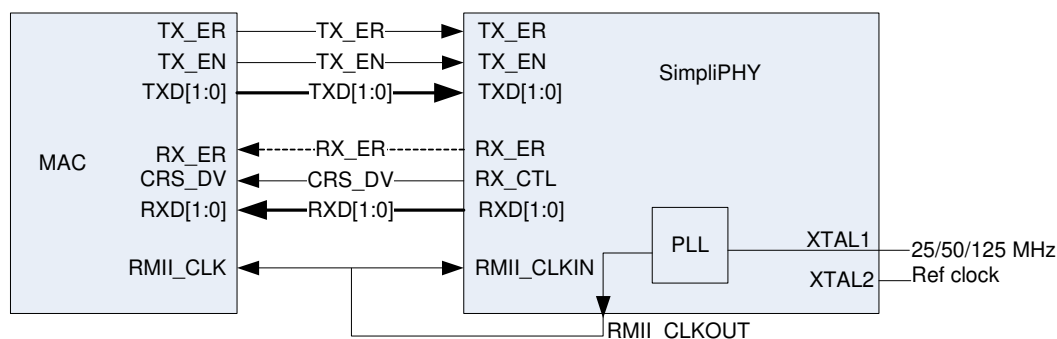 TX_ER TX_ER TX_ER
TX_EN TX_EN TX_EN
SimpliPHY
TXD[1:0] TXD[1:0] TXD[1:0]
RX_ER RX_ER RX_ER
MAC
CRS_DV CRS_DV RX_CTL
RXD[1:0] RXD[1:0] RXD[1:0]
PLL
XTAL1
25/50/125 MHz
RMII_CLK RMII_CLKIN
XTAL2
Ref clock
RMII_CLKOUT